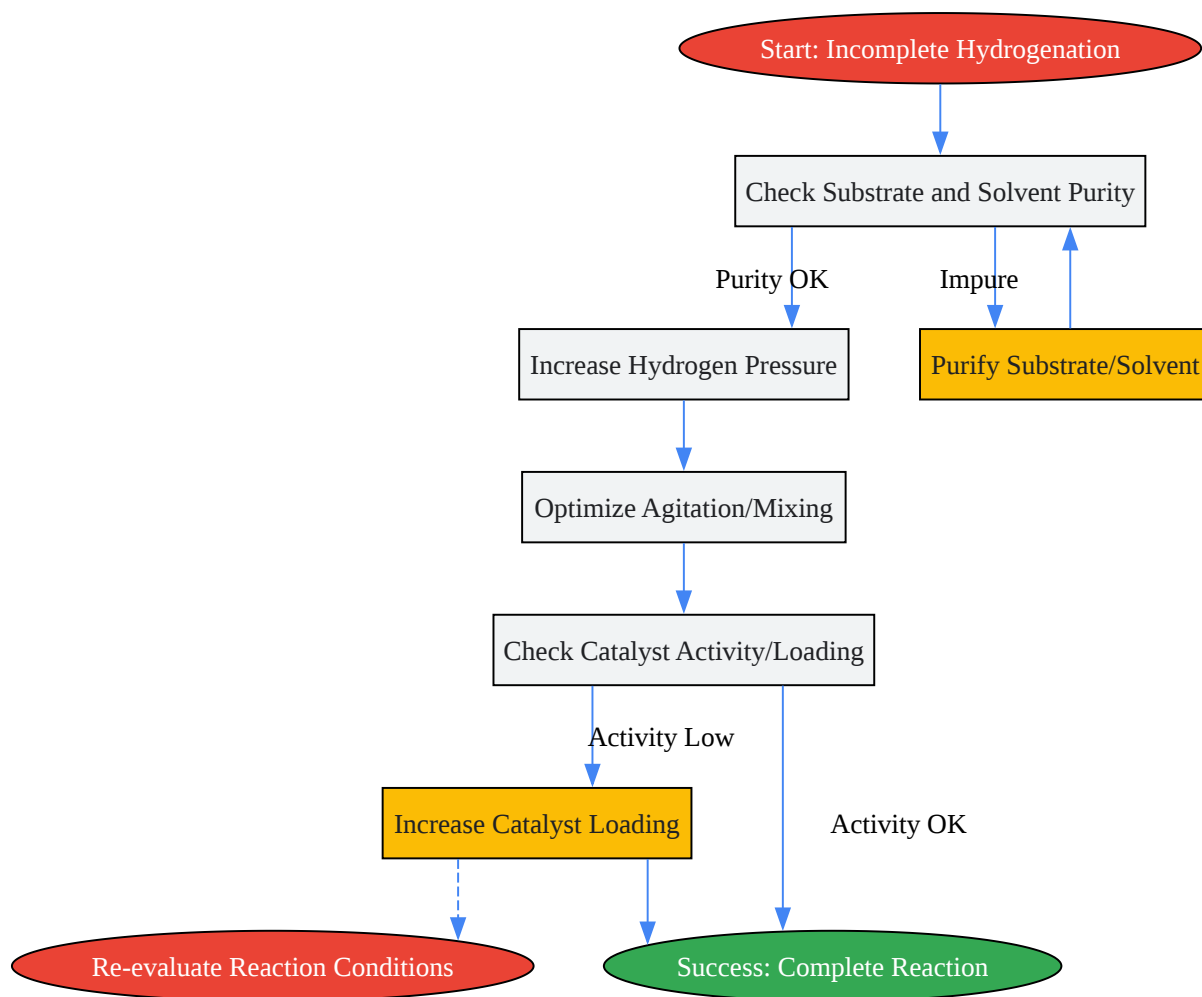 Start: Incomplete Hydrogenation
Check Substrate and Solvent Purity
Purity OK
Impure
Increase Hydrogen Pressure
Purify Substrate/Solvent
Optimize Agitation/Mixing
Check Catalyst Activity/Loading
Activity Low
Increase Catalyst Loading
Activity OK
Re-evaluate Reaction Conditions
Success: Complete Reaction